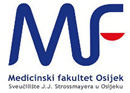 MF
Medicinski fakultet Osijek
Sveučilište J.J. Strossmayera u Osijeku